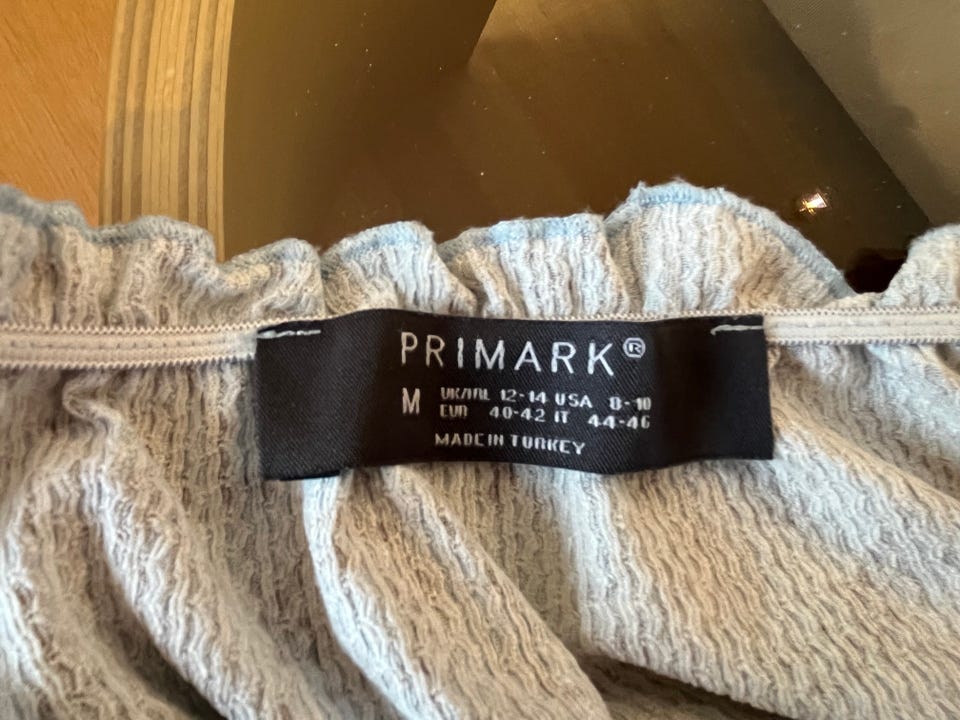 PRIMARK®
M UK/IRL 12-14 USA 8-10
EUR 40-42 IT 44-46
MADE IN TURKEY